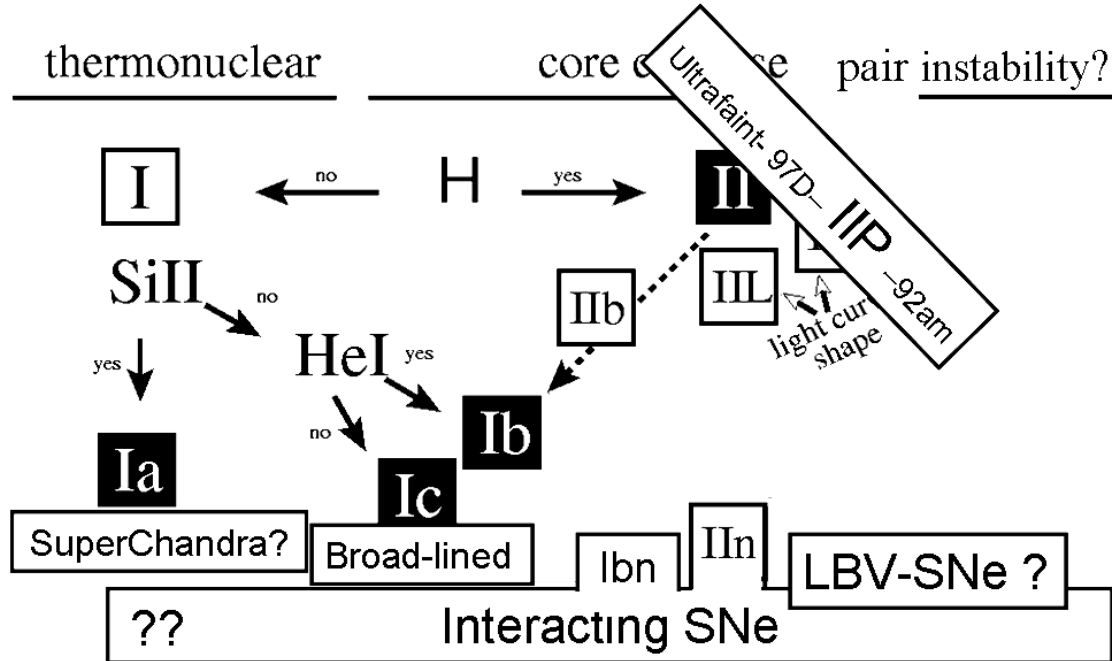 thermonuclear
core c    se
pair instability?
I
no
H
yes
II
Ultrafaint- 97D– IIP –92am
SiII
no
IIb
IIL
light cur
shape
yes
HeI
yes
no
Ib
Ia
Ic
SuperChandra?
Broad-lined
Ibn
IIn
LBV-SNe ?
??
Interacting SNe